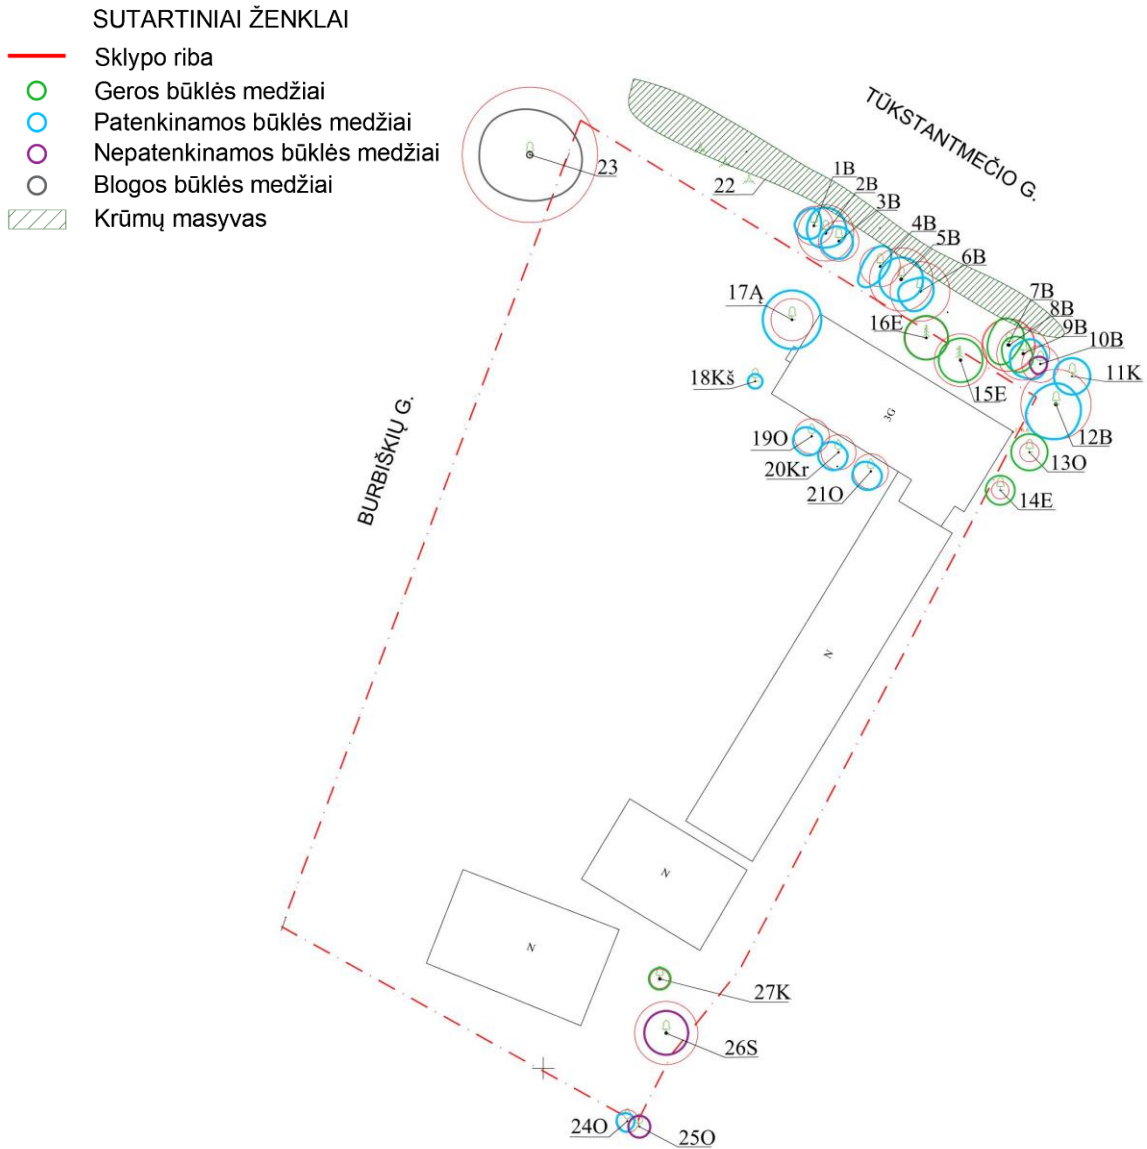 SUTARTINIAI ŽENKLAI
Sklypo riba
Geros būklės medžiai
Patenkinamos būklės medžiai
Nepatenkinamos būklės medžiai
Blogos būklės medžiai
Krūmų masyvas
TŪKSTANTMEČIO G.
BURBIŠKIŲ G.
23
22
1B
2B
3B
4B
5B
6B
7B
8B
9B
10B
11K
12B
13O
14E
15E
16E
17Ą
18Kš
19O
20Kr
21O
3G
N
N
N
27K
26S
24O
25O